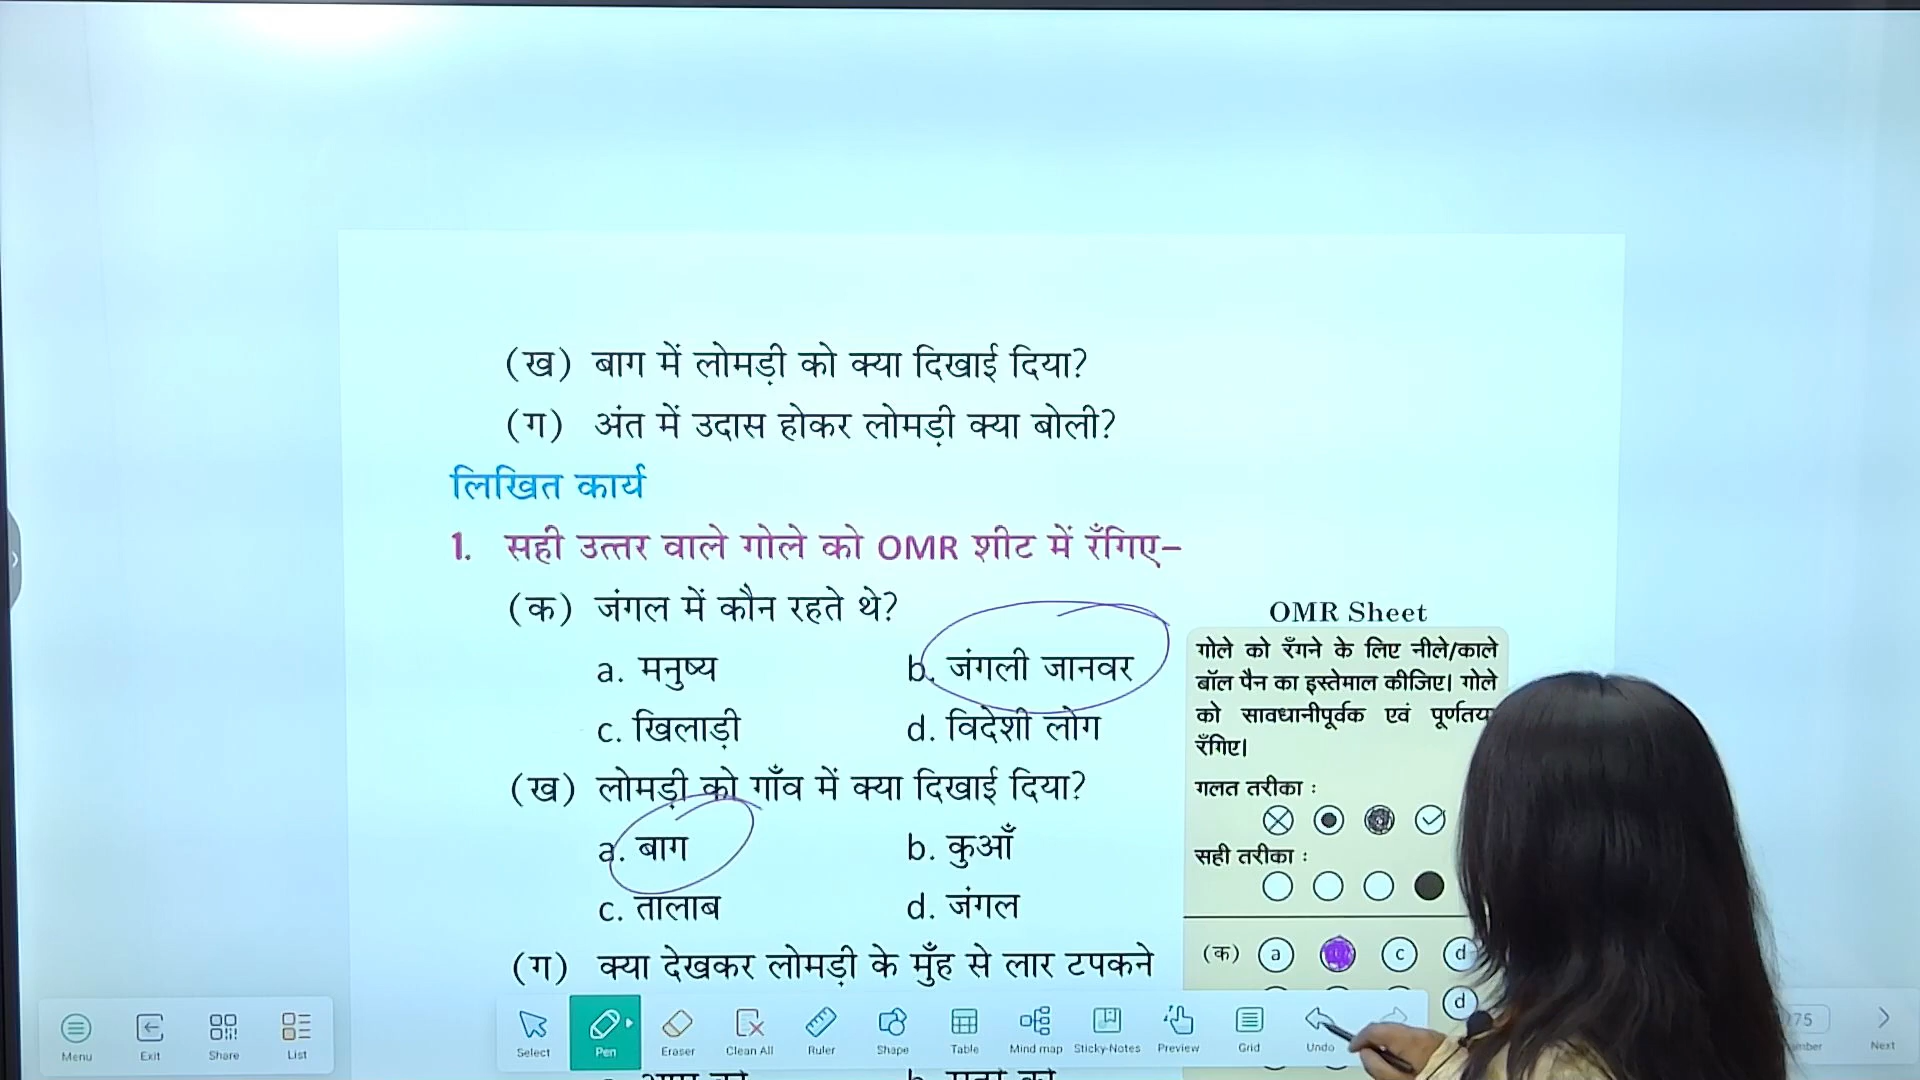 (ख) बाग में लोमड़ी को क्या दिखाई दिया?
(ग) अंत में उदास होकर लोमड़ी क्या बोली?
लिखित कार्य
1. सही उत्तर वाले गोले को OMR शीट में रँगिए–
(क) जंगल में कौन रहते थे?
a. मनुष्य b. जंगली जानवर
c. खिलाड़ी d. विदेशी लोग
(ख) लोमड़ी को गाँव में क्या दिखाई दिया?
a. बाग b. कुआँ
c. तालाब d. जंगल
(ग) क्या देखकर लोमड़ी के मुँह से लार टपकने
OMR Sheet
गोले को रँगने के लिए नीले/काले
बॉल पैन का इस्तेमाल कीजिए। गोले
को सावधानीपूर्वक एवं पूर्णतय
रँगिए।
गलत तरीका :
सही तरीका :
(क) a c d
d
Menu Exit Share List
Select Pen Eraser Clean All Ruler Shape Table Mind map Sticky-Notes Preview Grid Undo
75
Next